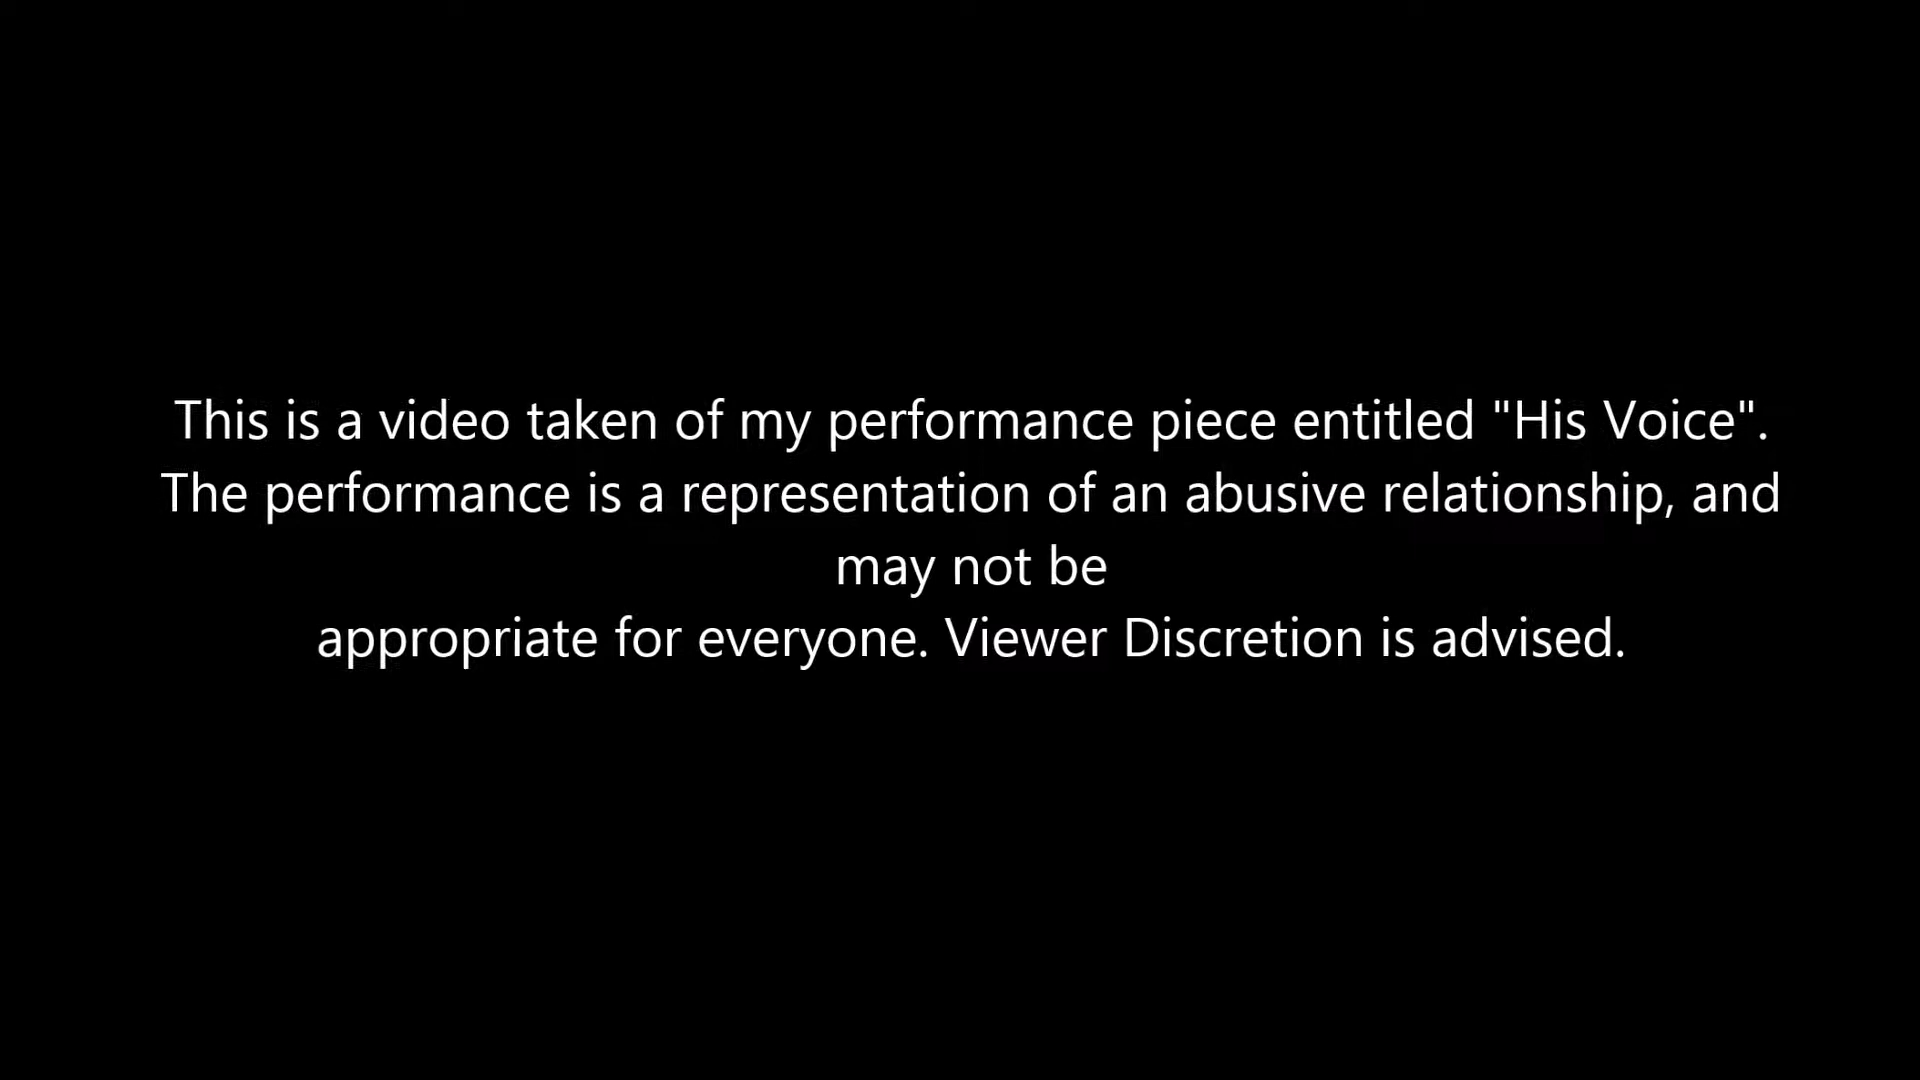 This is a video taken of my performance piece entitled "His Voice".
The performance is a representation of an abusive relationship, and
may not be
appropriate for everyone. Viewer Discretion is advised.